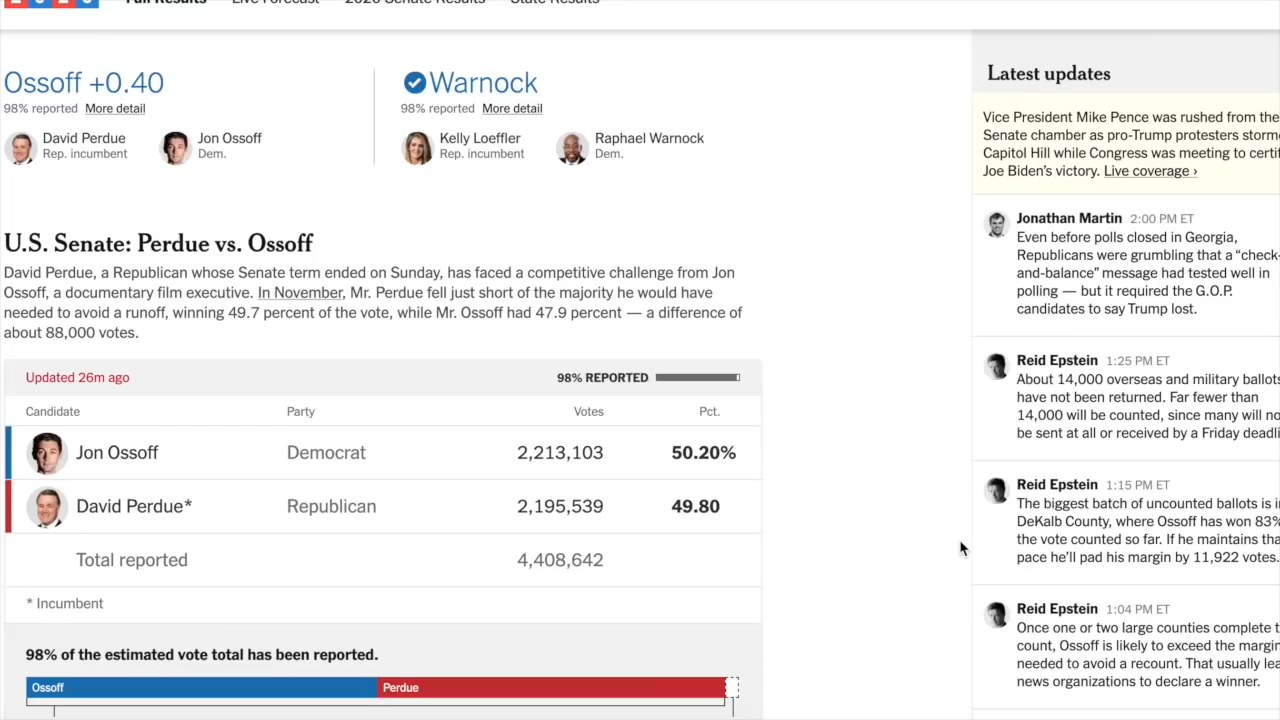 Full Results Live Forecast 2020 Senate Results State Results
Ossoff +0.40
98% reported More detail
David Perdue
Rep. incumbent
Jon Ossoff
Dem.
Warnock
98% reported More detail
Kelly Loeffler
Rep. incumbent
Raphael Warnock
Dem.
U.S. Senate: Perdue vs. Ossoff
David Perdue, a Republican whose Senate term ended on Sunday, has faced a competitive challenge from Jon
Ossoff, a documentary film executive. In November, Mr. Perdue fell just short of the majority he would have
needed to avoid a runoff, winning 49.7 percent of the vote, while Mr. Ossoff had 47.9 percent — a difference of
about 88,000 votes.
Updated 26m ago 98% REPORTED
Candidate Party Votes Pct.
Jon Ossoff Democrat 2,213,103 50.20%
David Perdue* Republican 2,195,539 49.80
Total reported 4,408,642
* Incumbent
98% of the estimated vote total has been reported.
Ossoff Perdue
Latest updates
Vice President Mike Pence was rushed from the
Senate chamber as pro-Trump protesters storm
Capitol Hill while Congress was meeting to certif
Joe Biden's victory. Live coverage ›
Jonathan Martin 2:00 PM ET
Even before polls closed in Georgia,
Republicans were grumbling that a “check-
and-balance” message had tested well in
polling — but it required the G.O.P.
candidates to say Trump lost.
Reid Epstein 1:25 PM ET
About 14,000 overseas and military ballots
have not been returned. Far fewer than
14,000 will be counted, since many will no
be sent at all or received by a Friday deadli
Reid Epstein 1:15 PM ET
The biggest batch of uncounted ballots is i
DeKalb County, where Ossoff has won 83%
the vote counted so far. If he maintains tha
pace he'll pad his margin by 11,922 votes.
Reid Epstein 1:04 PM ET
Once one or two large counties complete t
count, Ossoff is likely to exceed the margin
needed to avoid a recount. That usually lea
news organizations to declare a winner.